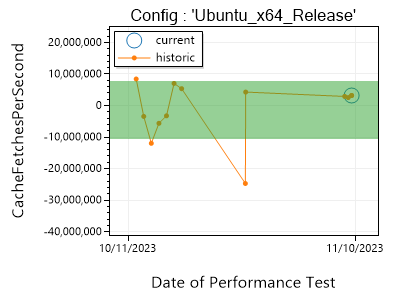 Config : 'Ubuntu_x64_Release'
current
historic
20,000,000
10,000,000
0
-10,000,000
-20,000,000
-30,000,000
-40,000,000
CacheFetchesPerSecond
10/11/2023
11/10/2023
Date of Performance Test